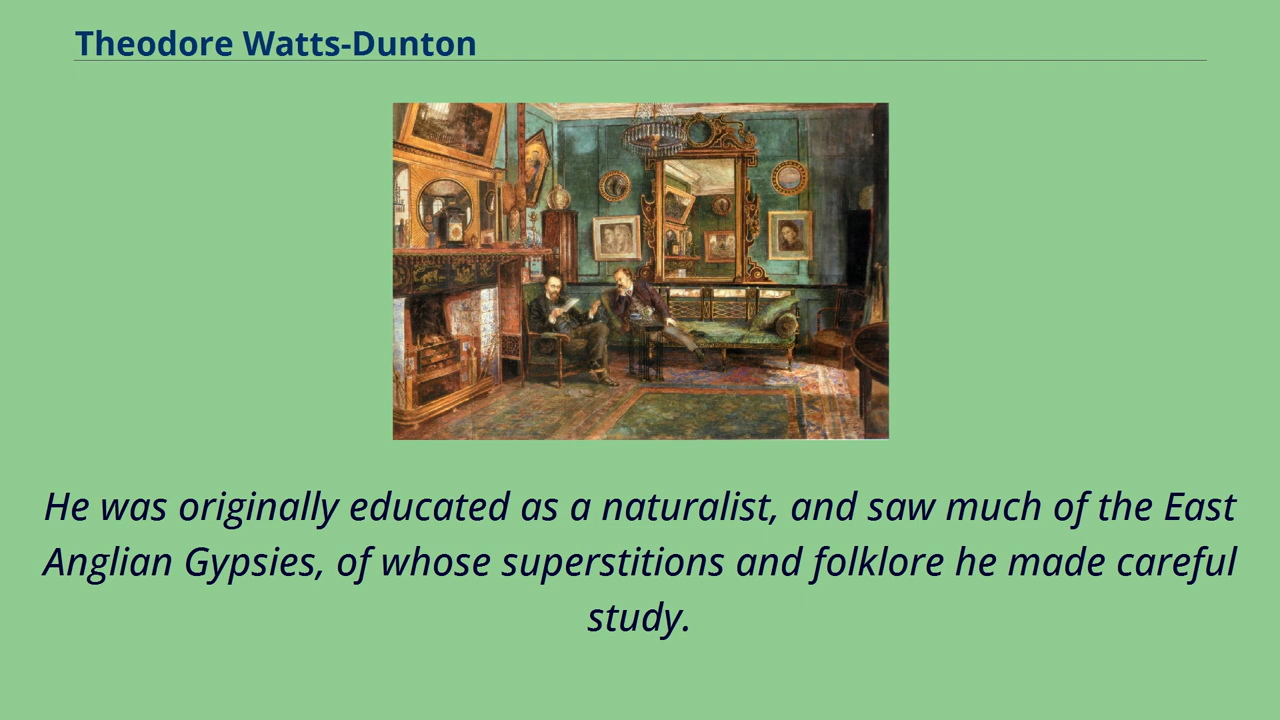 Theodore Watts-Dunton
He was originally educated as a naturalist, and saw much of the East
Anglian Gypsies, of whose superstitions and folklore he made careful
study.